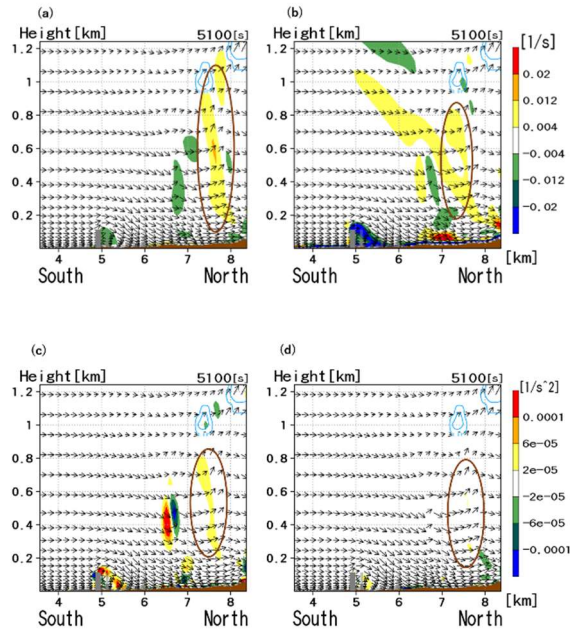 (a)
Height[km] 5100[s]
1.2
1
0.8
0.6
0.4
0.2
4 5 6 7 8
South North
(b)
Height[km] 5100[s]
1.2
1
0.8
0.6
0.4
0.2
4 5 6 7 8
South North
[1/s]
0.02
0.012
0.004
-0.004
-0.012
-0.02
[km]
(c)
Height[km] 5100[s]
1.2
1
0.8
0.6
0.4
0.2
4 5 6 7 8
South North
(d)
Height[km] 5100[s]
1.2
1
0.8
0.6
0.4
0.2
4 5 6 7 8
South North
[1/s^2]
0.0001
6e-05
2e-05
-2e-05
-6e-05
-0.0001
[km]